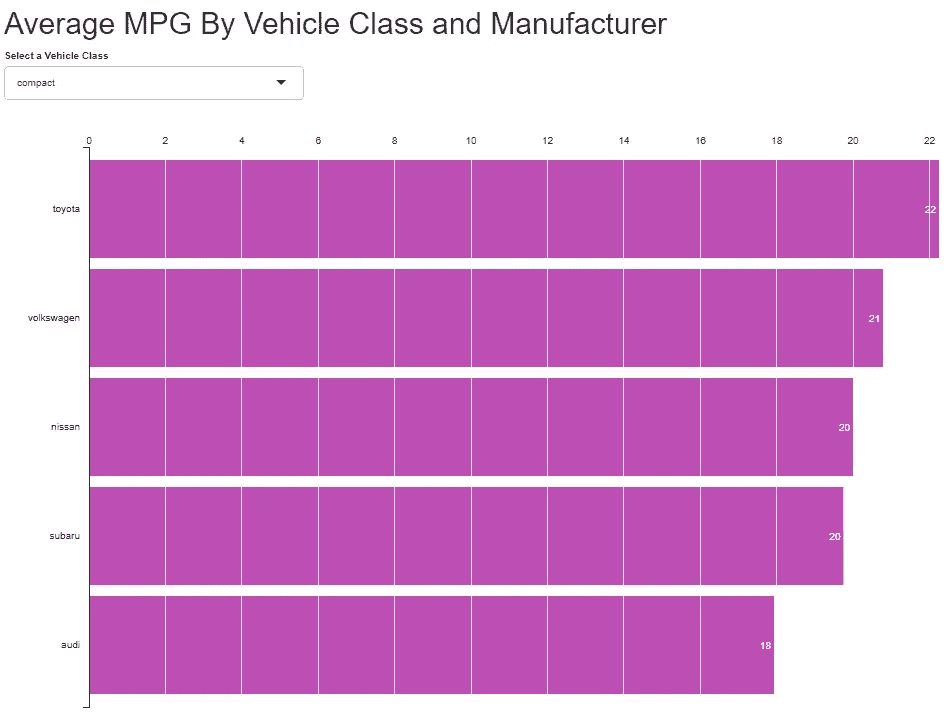 Average MPG By Vehicle Class and Manufacturer
Select a Vehicle Class
compact
0 2 4 6 8 10 12 14 16 18 20 22
toyota 22
volkswagen 21
nissan 20
subaru 20
audi 18